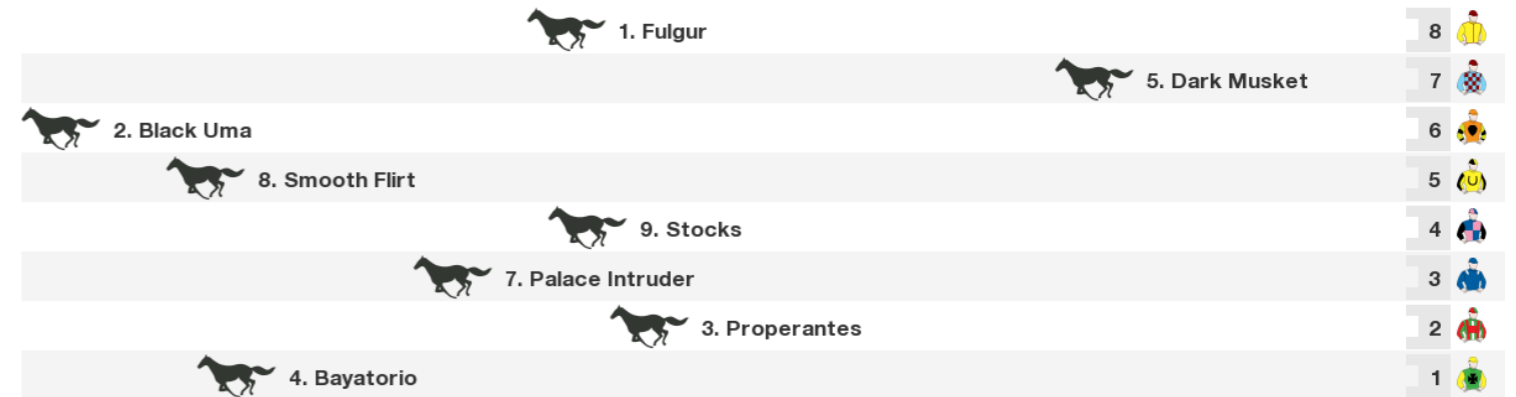 1. Fulgur 8
5. Dark Musket 7
2. Black Uma 6
8. Smooth Flirt 5
9. Stocks 4
7. Palace Intruder 3
3. Properantes 2
4. Bayatorio 1